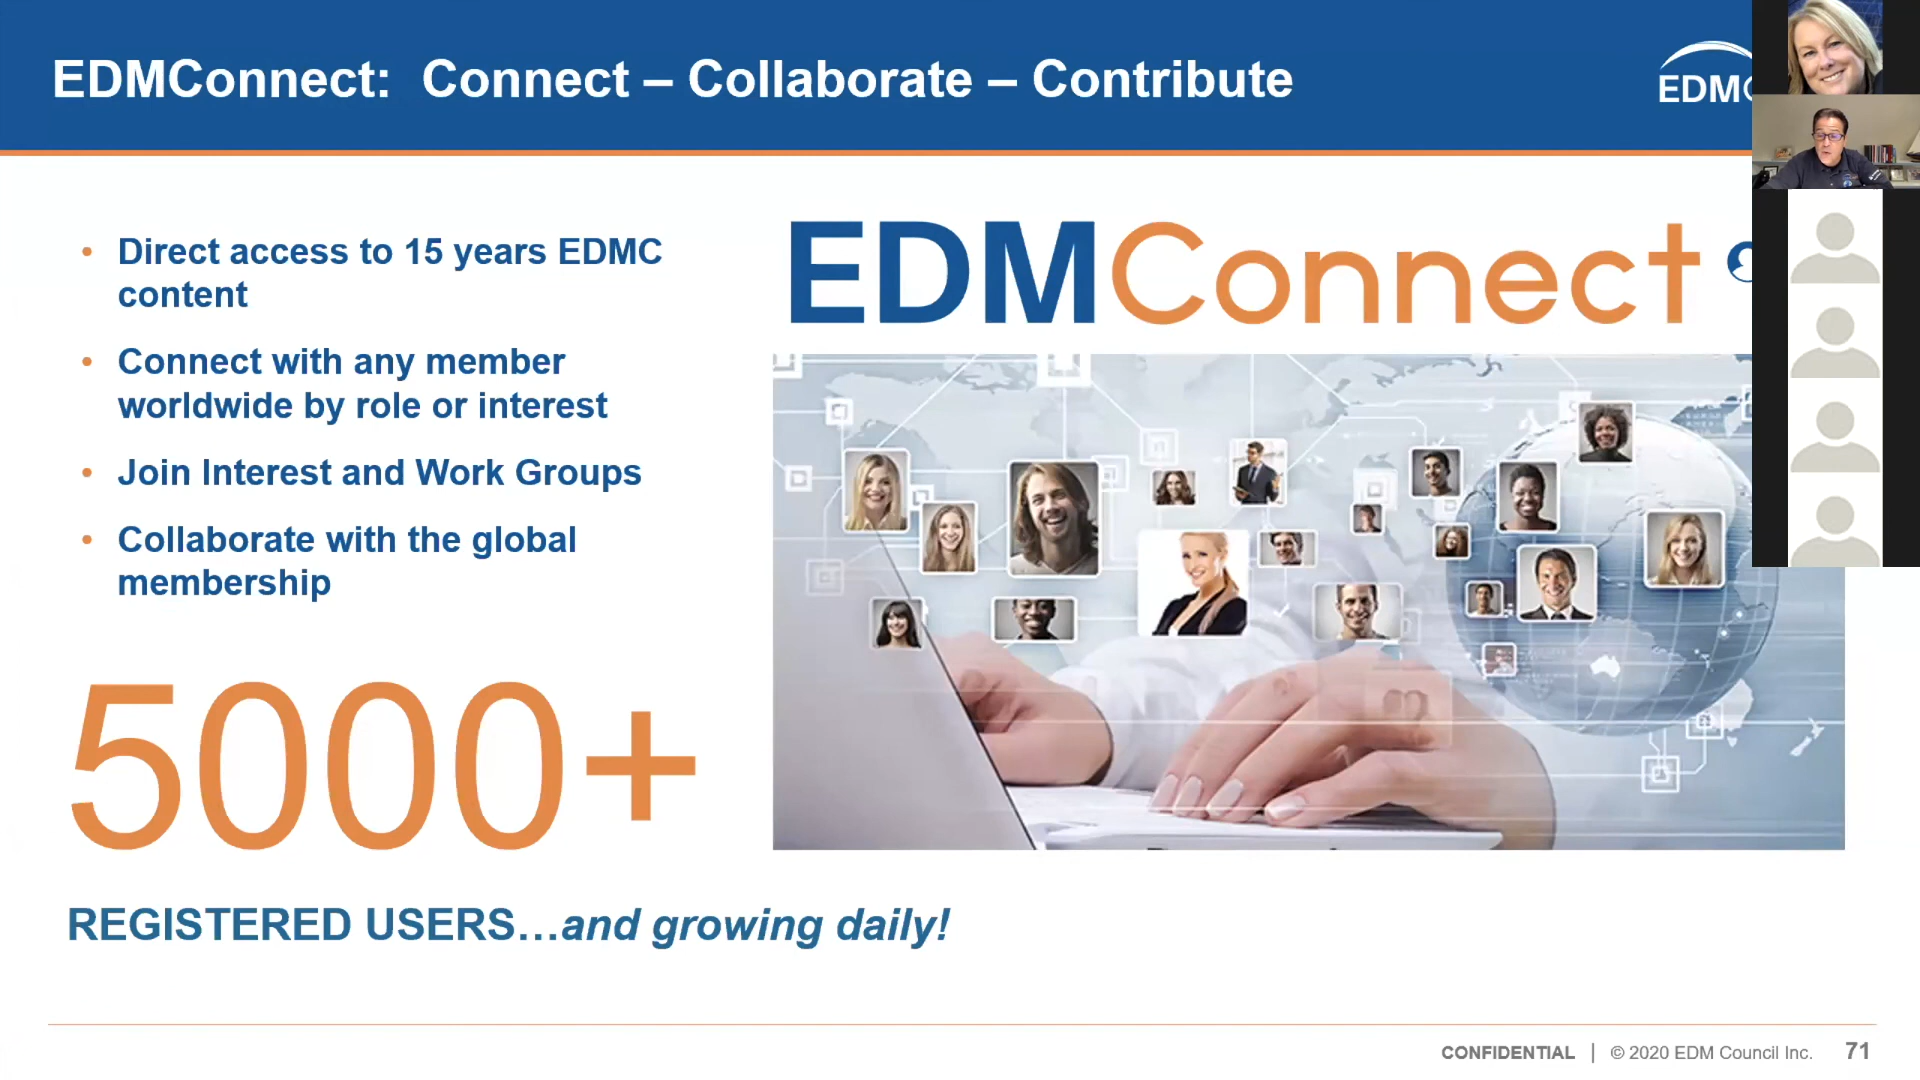 EDMConnect: Connect – Collaborate – Contribute
EDM
• Direct access to 15 years EDMC
content
• Connect with any member
worldwide by role or interest
• Join Interest and Work Groups
• Collaborate with the global
membership
EDMConnect
5000+
REGISTERED USERS…and growing daily!
CONFIDENTIAL | © 2020 EDM Council Inc. 71